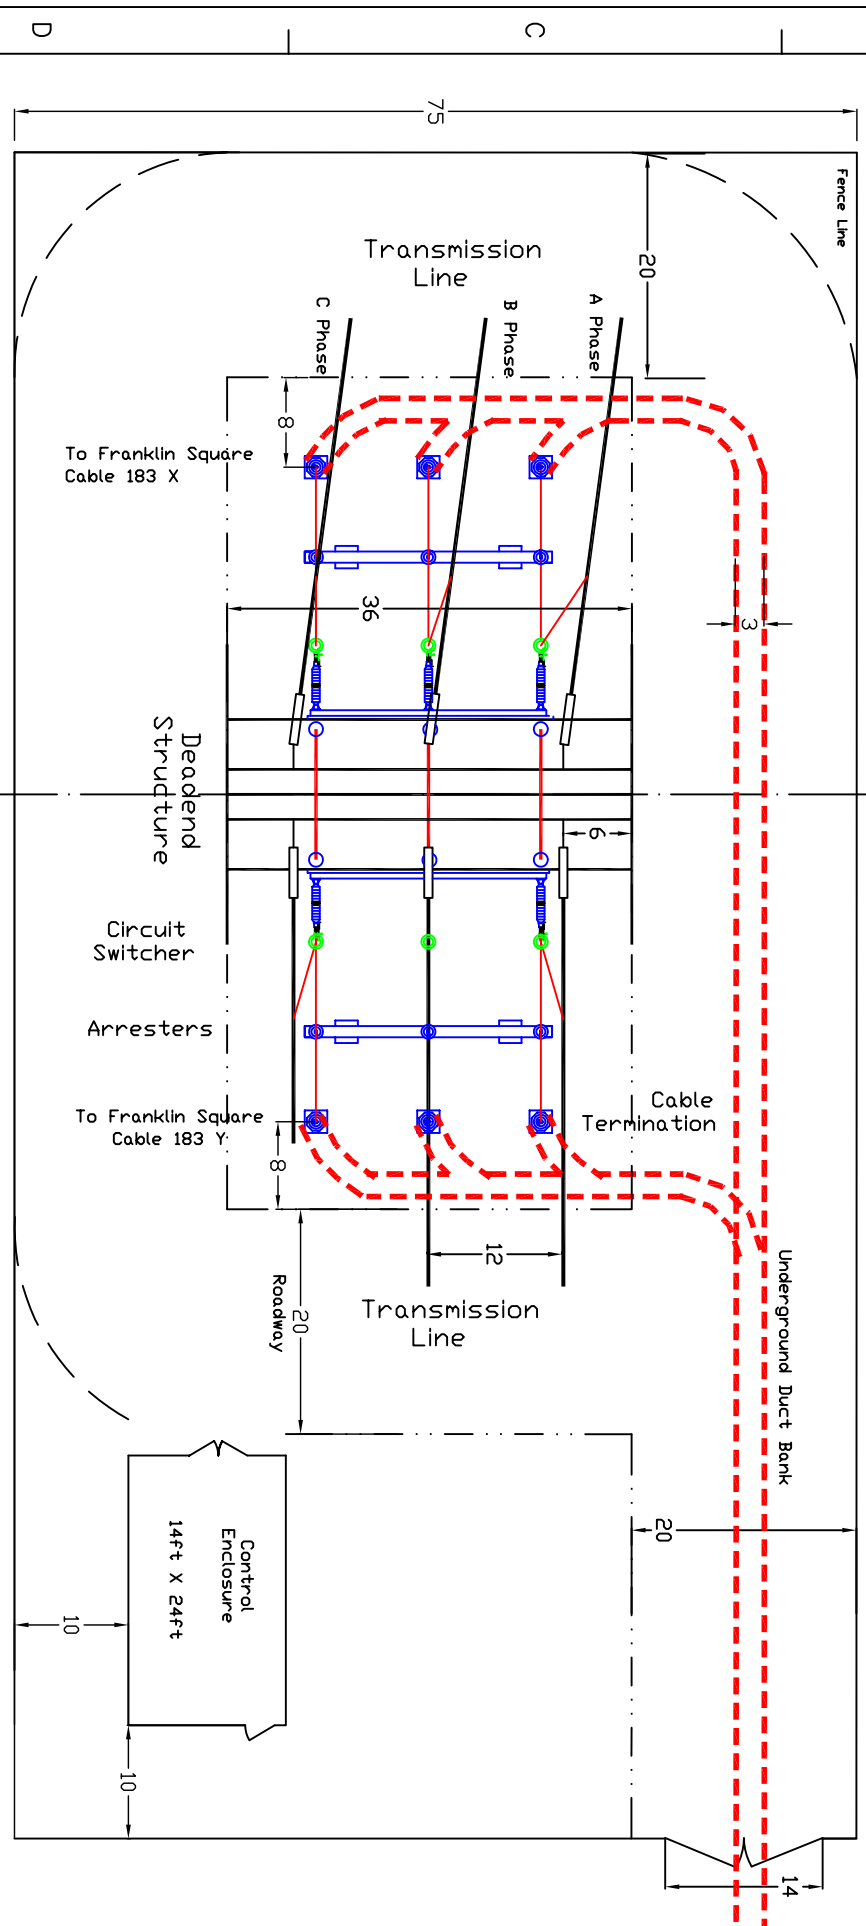 D
C
75
Fence Line
20
Transmission
Line
C Phase
B Phase
A Phase
8
To Franklin Square
Cable 183 X
36
3
Deadend
Structure
6
Circuit
Switcher
Arresters
To Franklin Square
Cable 183 Y
Cable
Termination
8
12
Underground Duct Bank
Roadway
20
Transmission
Line
20
Control
Enclosure
14ft X 24ft
10
10
14